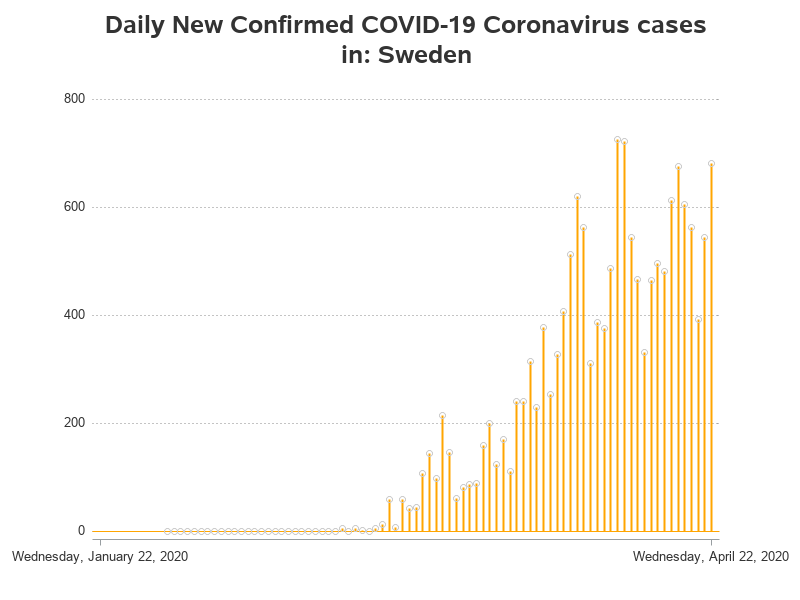 Daily New Confirmed COVID-19 Coronavirus cases
in: Sweden
800
600
400
200
0
Wednesday, January 22, 2020
Wednesday, April 22, 2020